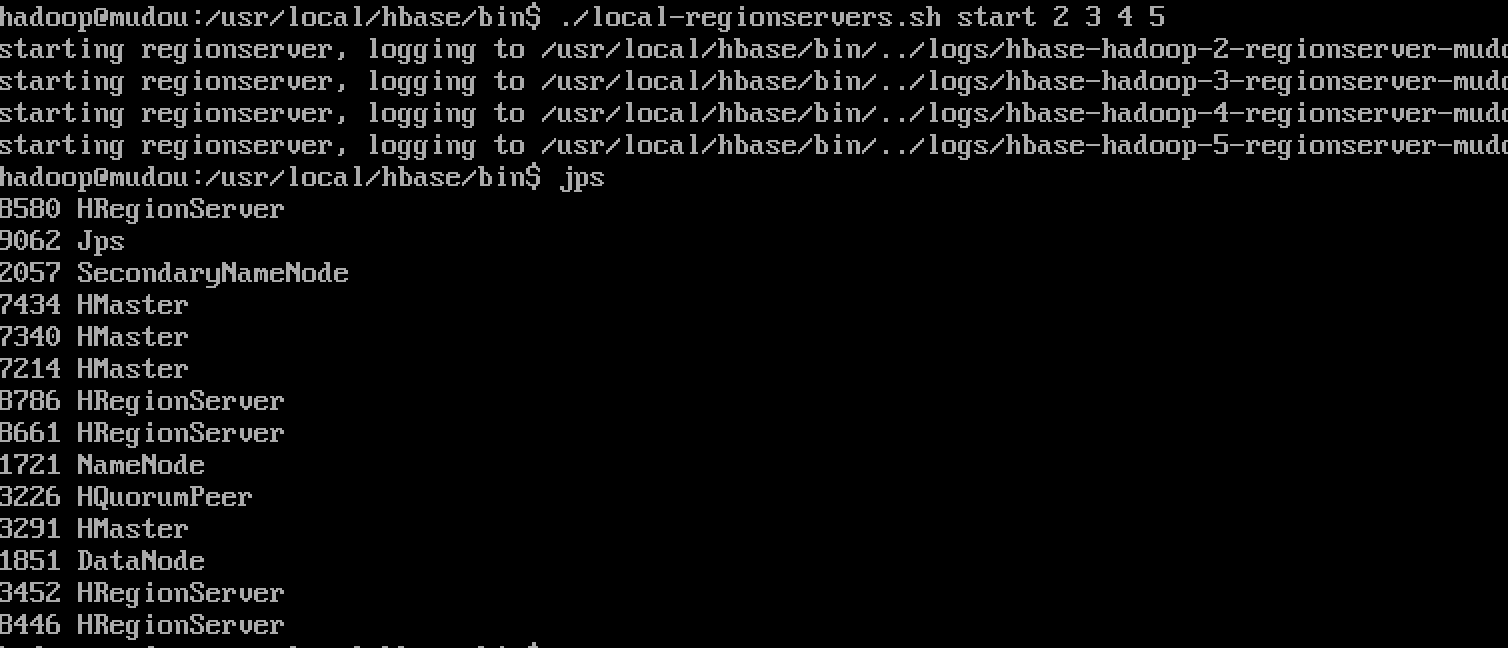 hadoop@mudou:/usr/local/hbase/bin$ ./local-regionservers.sh start 2 3 4 5
starting regionserver, logging to /usr/local/hbase/bin/../logs/hbase-hadoop-2-regionserver-mudo
starting regionserver, logging to /usr/local/hbase/bin/../logs/hbase-hadoop-3-regionserver-mudo
starting regionserver, logging to /usr/local/hbase/bin/../logs/hbase-hadoop-4-regionserver-mudo
starting regionserver, logging to /usr/local/hbase/bin/../logs/hbase-hadoop-5-regionserver-mudo
hadoop@mudou:/usr/local/hbase/bin$ jps
8580 HRegionServer
9062 Jps
2057 SecondaryNameNode
7434 HMaster
7340 HMaster
7214 HMaster
8786 HRegionServer
8661 HRegionServer
1721 NameNode
3226 HQuorumPeer
3291 HMaster
1851 DataNode
3452 HRegionServer
8446 HRegionServer